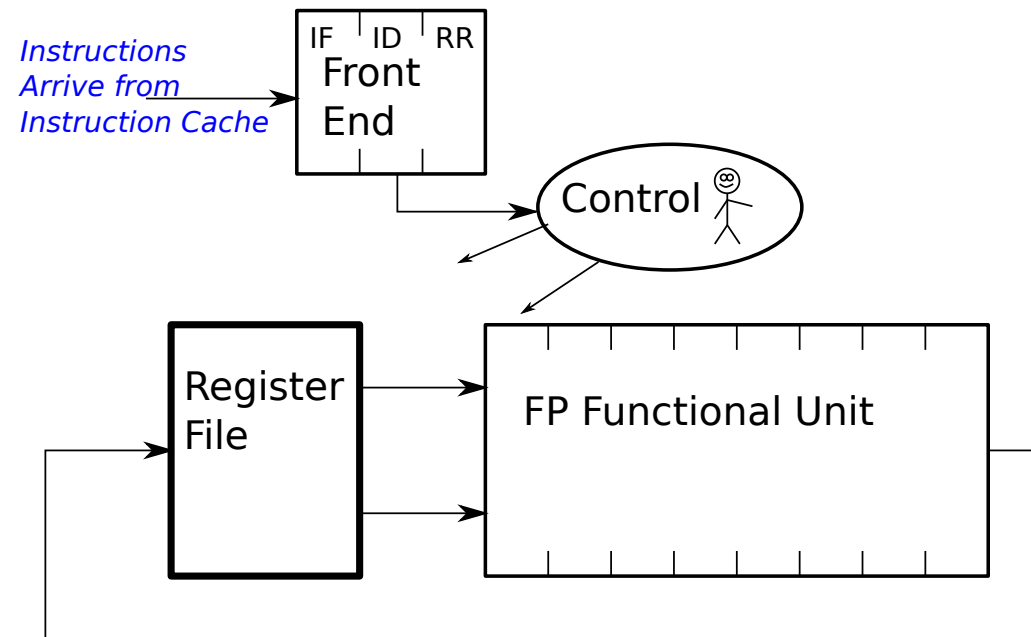 Instructions
Arrive from
Instruction Cache
IF ID RR
Front
End
Control
Register
File
FP Functional Unit